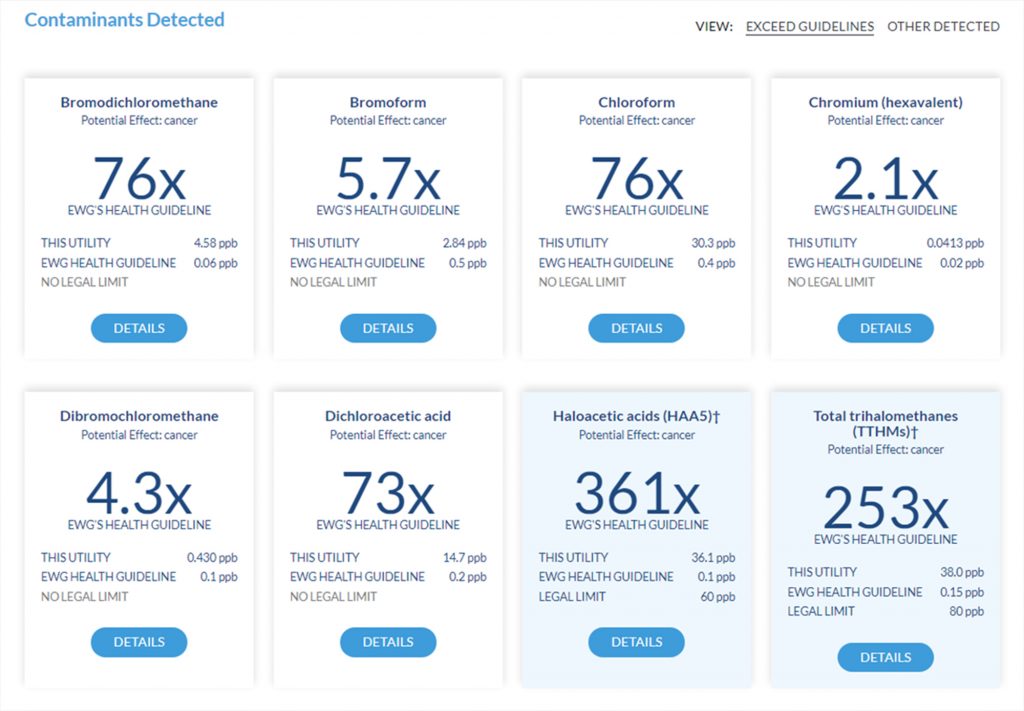 Contaminants Detected
VIEW: EXCEED GUIDELINES OTHER DETECTED
Bromodichloromethane
Potential Effect: cancer
76x
EWG'S HEALTH GUIDELINE
THIS UTILITY 4.58 ppb
EWG HEALTH GUIDELINE 0.06 ppb
NO LEGAL LIMIT
DETAILS
Bromoform
Potential Effect: cancer
5.7x
EWG'S HEALTH GUIDELINE
THIS UTILITY 2.84 ppb
EWG HEALTH GUIDELINE 0.5 ppb
NO LEGAL LIMIT
DETAILS
Chloroform
Potential Effect: cancer
76x
EWG'S HEALTH GUIDELINE
THIS UTILITY 30.3 ppb
EWG HEALTH GUIDELINE 0.4 ppb
NO LEGAL LIMIT
DETAILS
Chromium (hexavalent)
Potential Effect: cancer
2.1x
EWG'S HEALTH GUIDELINE
THIS UTILITY 0.0413 ppb
EWG HEALTH GUIDELINE 0.02 ppb
NO LEGAL LIMIT
DETAILS
Dibromochloromethane
Potential Effect: cancer
4.3x
EWG'S HEALTH GUIDELINE
THIS UTILITY 0.430 ppb
EWG HEALTH GUIDELINE 0.1 ppb
NO LEGAL LIMIT
DETAILS
Dichloroacetic acid
Potential Effect: cancer
73x
EWG'S HEALTH GUIDELINE
THIS UTILITY 14.7 ppb
EWG HEALTH GUIDELINE 0.2 ppb
NO LEGAL LIMIT
DETAILS
Haloacetic acids (HAA5)†
Potential Effect: cancer
361x
EWG'S HEALTH GUIDELINE
THIS UTILITY 36.1 ppb
EWG HEALTH GUIDELINE 0.1 ppb
LEGAL LIMIT 60 ppb
DETAILS
Total trihalomethanes
(TTHMs)†
Potential Effect: cancer
253x
EWG'S HEALTH GUIDELINE
THIS UTILITY 38.0 ppb
EWG HEALTH GUIDELINE 0.15 ppb
LEGAL LIMIT 80 ppb
DETAILS